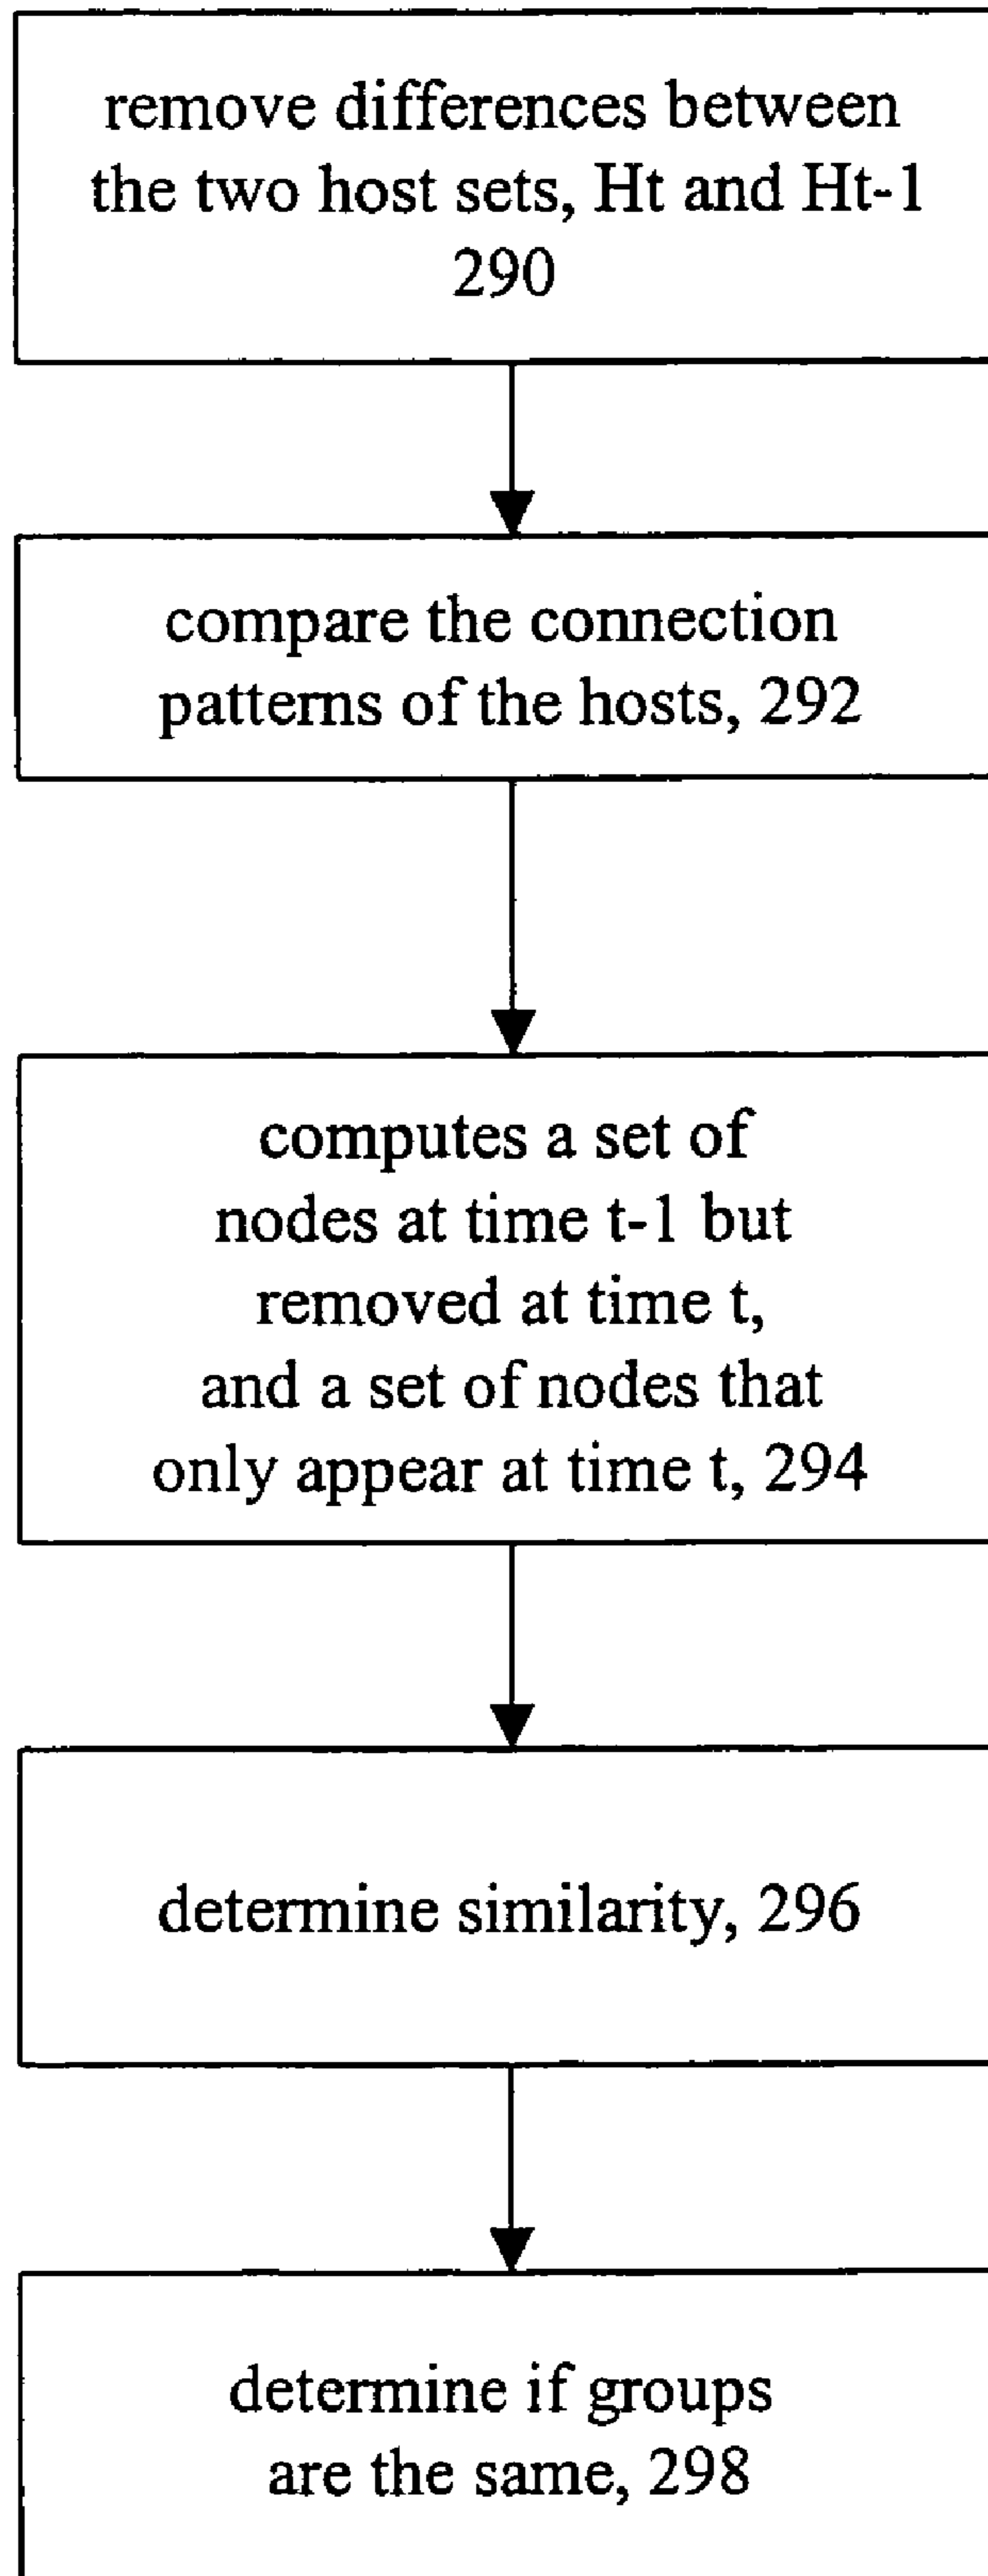 remove differences between
the two host sets, Ht and Ht-1
290
compare the connection
patterns of the hosts, 292
computes a set of
nodes at time t-1 but
removed at time t,
and a set of nodes that
only appear at time t, 294
determine similarity, 296
determine if groups
are the same, 298